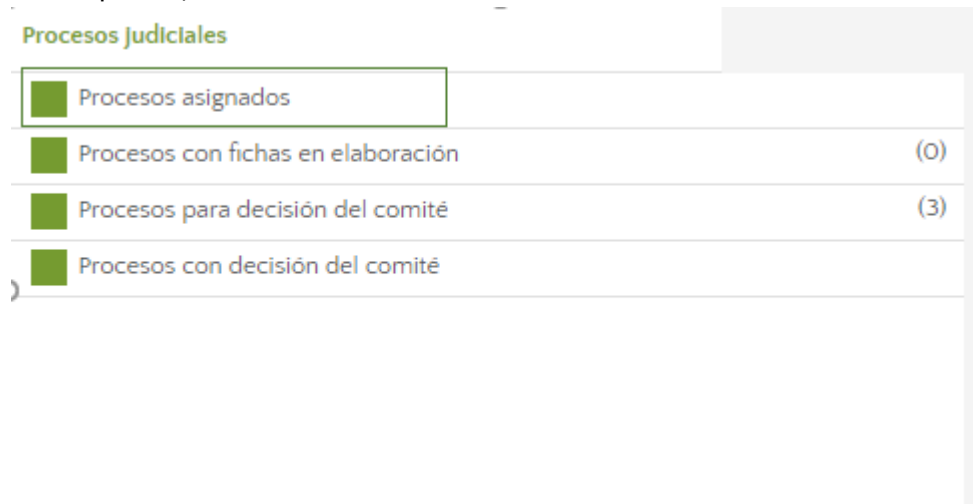 Procesos Judiciales
Procesos asignados
Procesos con fichas en elaboración (0)
Procesos para decisión del comité (3)
Procesos con decisión del comité